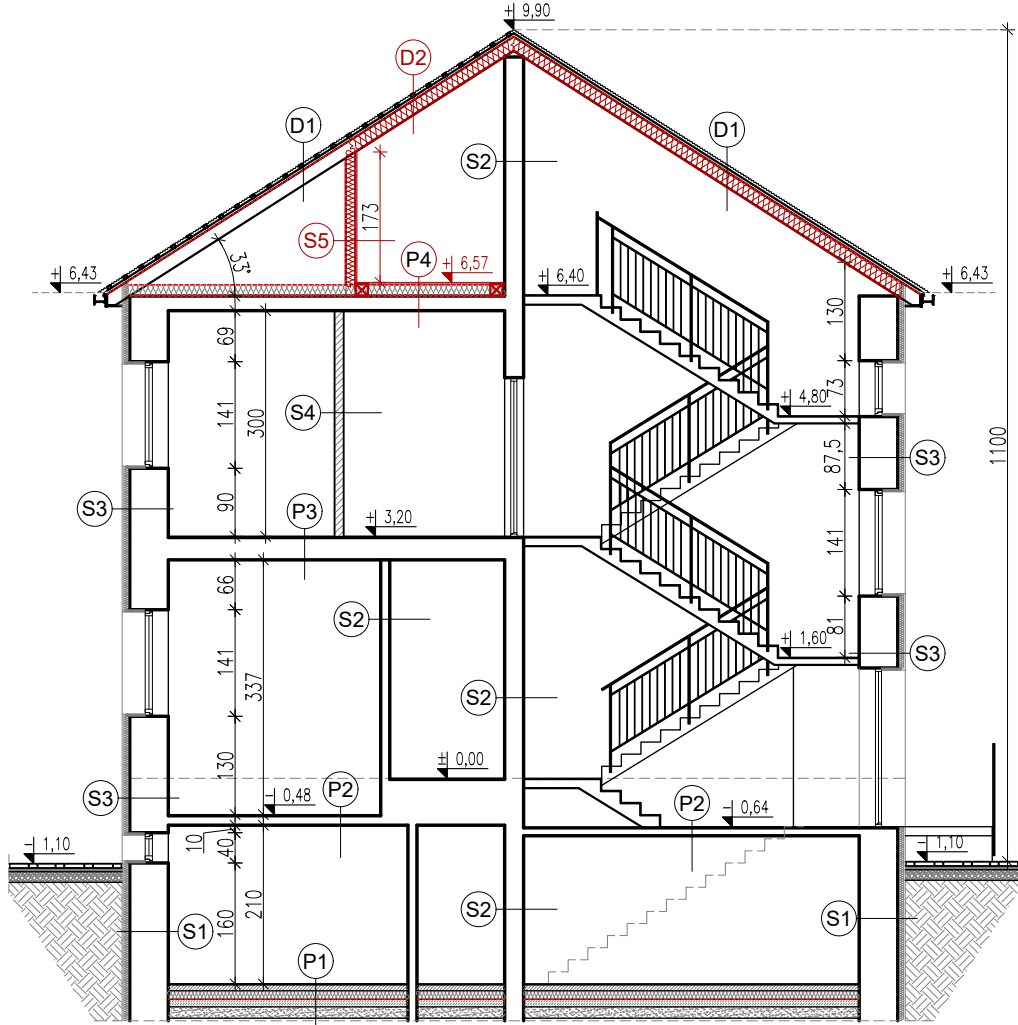 + 9,90
D2
D1
D1
S2
173
S5
P4
33°
+ 6,43
+ 6,57
+ 6,40
+ 6,43
130
69
73
+ 4,80
141
300
S4
1100
87,5
S3
90
S3
P3
+ 3,20
141
66
S2
81
+ 1,60
S3
141
337
S2
130
± 0,00
S3
P2
- 0,48
P2
- 0,64
10
40
- 1,10
- 1,10
160
210
S2
S1
S1
P1